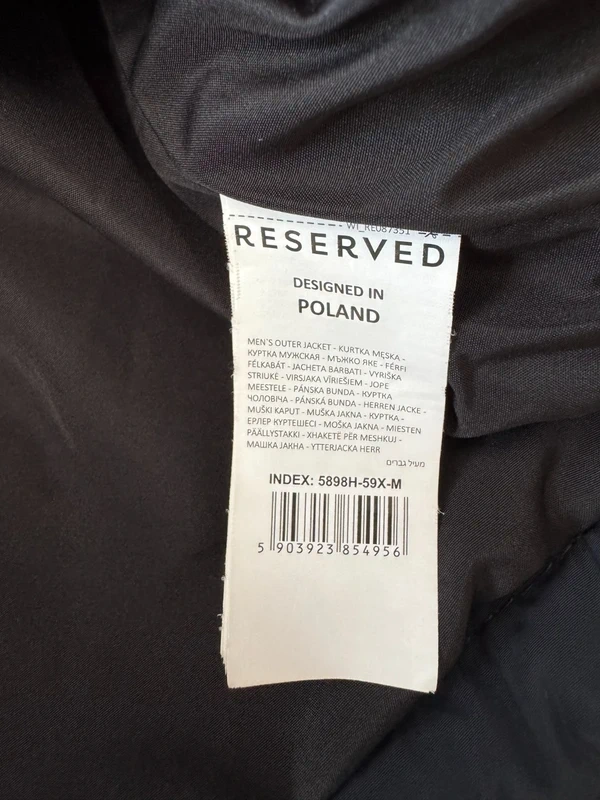 WI_RE087351
RESERVED
DESIGNED IN
POLAND
MEN`S OUTER JACKET - KURTKA MĘSKA -
КУРТКА МУЖСКАЯ - МЪЖКО ЯКЕ - FÉRFI
FÉLKABÁT - JACHETA BARBATI - VYRIŠKA
STRIUKĖ - VIRSJAKA VĪRIEŠIEM - JOPE
MEESTELE - PÁNSKA BUNDA - КУРТКА
ЧОЛОВІЧА - PÁNSKÁ BUNDA - HERREN JACKE -
MUŠKI KAPUT - MUŠKA JAKNA - КУРТКА -
ЕРЛЕР КУРТЕШЕСІ - MOŠKA JAKNA - MIESTEN
PÄÄLLYSTAKKI - XHAKETË PËR MESHKUJ -
МАШКА ЈАКНА - YTTERJACKA HERR
מעיל גברים
INDEX: 5898H-59X-M
5 903923 854956